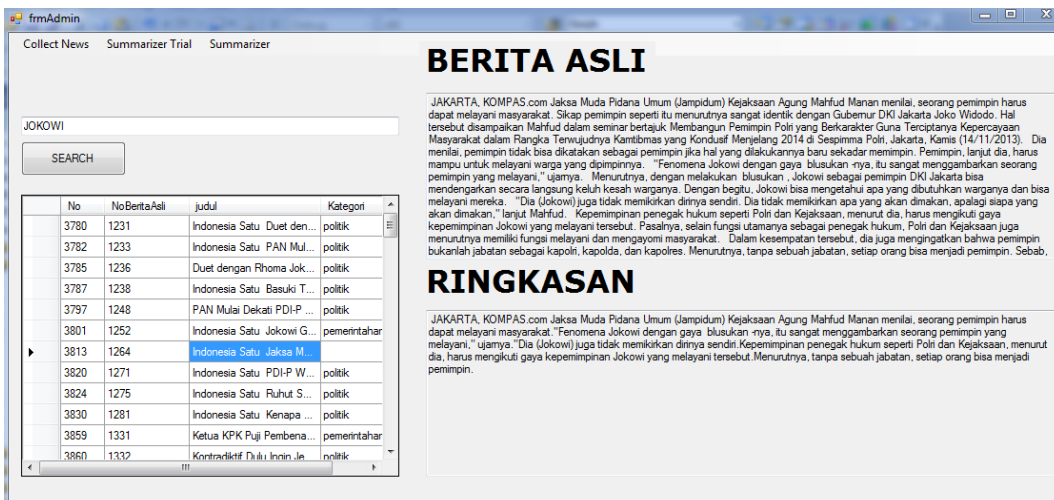 frmAdmin
Collect News Summarizer Trial Summarizer
JOKOWI
SEARCH
No NoBeritaAsli judul Kategori
3780 1231 Indonesia Satu Duet den... politik
3782 1233 Indonesia Satu PAN Mul... politik
3785 1236 Duet dengan Rhoma Jok... politik
3787 1238 Indonesia Satu Basuki T... politik
3797 1248 PAN Mulai Dekati PDI-P ... politik
3801 1252 Indonesia Satu Jokowi G... pemerintahar
3813 1264 Indonesia Satu Jaksa M...
3820 1271 Indonesia Satu PDI-P W... politik
3824 1275 Indonesia Satu Ruhut S... politik
3830 1281 Indonesia Satu Kenapa ... politik
3859 1331 Ketua KPK Puji Pembena... pemerintahar
3860 1332 Kontradiktif Dulu Ingin Je... politik
BERITA ASLI
JAKARTA, KOMPAS.com Jaksa Muda Pidana Umum (Jampidum) Kejaksaan Agung Mahfud Manan menilai, seorang pemimpin harus
dapat melayani masyarakat. Sikap pemimpin seperti itu menurutnya sangat identik dengan Gubernur DKI Jakarta Joko Widodo. Hal
tersebut disampaikan Mahfud dalam seminar bertajuk Membangun Pemimpin Polri yang Berkarakter Guna Terciptanya Kepercayaan
Masyarakat dalam Rangka Terwujudnya Kamtibmas yang Kondusif Menjelang 2014 di Sespimma Polri, Jakarta, Kamis (14/11/2013). Dia
menilai, pemimpin tidak bisa dikatakan sebagai pemimpin jika hal yang dilakukannya baru sekadar memimpin. Pemimpin, lanjut dia, harus
mampu untuk melayani warga yang dipimpinnya. "Fenomena Jokowi dengan gaya blusukan -nya, itu sangat menggambarkan seorang
pemimpin yang melayani," ujarnya. Menurutnya, dengan melakukan blusukan , Jokowi sebagai pemimpin DKI Jakarta bisa
mendengarkan secara langsung keluh kesah warganya. Dengan begitu, Jokowi bisa mengetahui apa yang dibutuhkan warganya dan bisa
melayani mereka. "Dia (Jokowi) juga tidak memikirkan dirinya sendiri. Dia tidak memikirkan apa yang akan dimakan, apalagi siapa yang
akan dimakan," lanjut Mahfud. Kepemimpinan penegak hukum seperti Polri dan Kejaksaan, menurut dia, harus mengikuti gaya
kepemimpinan Jokowi yang melayani tersebut. Pasalnya, selain fungsi utamanya sebagai penegak hukum, Polri dan Kejaksaan juga
menurutnya memiliki fungsi melayani dan mengayomi masyarakat. Dalam kesempatan tersebut, dia juga mengingatkan bahwa pemimpin
bukanlah jabatan sebagai kapolri, kapolda, dan kapolres. Menurutnya, tanpa sebuah jabatan, setiap orang bisa menjadi pemimpin. Sebab,
RINGKASAN
JAKARTA, KOMPAS.com Jaksa Muda Pidana Umum (Jampidum) Kejaksaan Agung Mahfud Manan menilai, seorang pemimpin harus
dapat melayani masyarakat."Fenomena Jokowi dengan gaya blusukan -nya, itu sangat menggambarkan seorang pemimpin yang
melayani," ujarnya."Dia (Jokowi) juga tidak memikirkan dirinya sendiri.Kepemimpinan penegak hukum seperti Polri dan Kejaksaan, menurut
dia, harus mengikuti gaya kepemimpinan Jokowi yang melayani tersebut.Menurutnya, tanpa sebuah jabatan, setiap orang bisa menjadi
pemimpin.